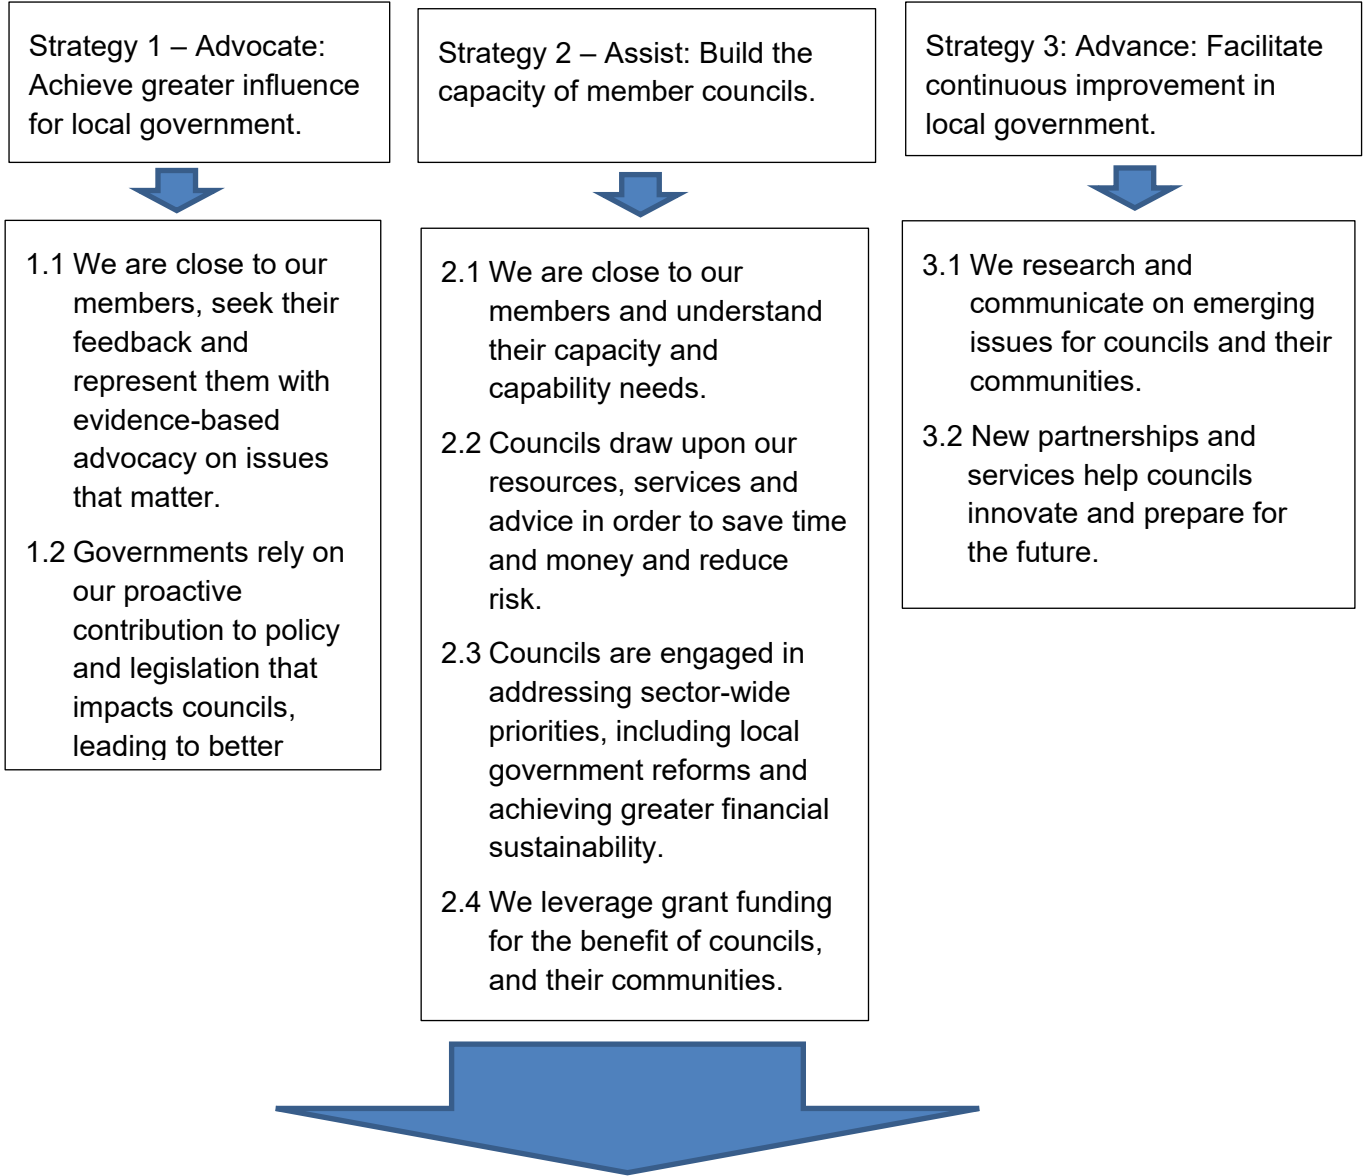 Strategy 1 – Advocate:
Achieve greater influence
for local government.
Strategy 2 – Assist: Build the
capacity of member councils.
Strategy 3: Advance: Facilitate
continuous improvement in
local government.
1.1 We are close to our
members, seek their
feedback and
represent them with
evidence-based
advocacy on issues
that matter.
1.2 Governments rely on
our proactive
contribution to policy
and legislation that
impacts councils,
leading to better
2.1 We are close to our
members and understand
their capacity and
capability needs.
2.2 Councils draw upon our
resources, services and
advice in order to save time
and money and reduce
risk.
2.3 Councils are engaged in
addressing sector-wide
priorities, including local
government reforms and
achieving greater financial
sustainability.
2.4 We leverage grant funding
for the benefit of councils,
and their communities.
3.1 We research and
communicate on emerging
issues for councils and their
communities.
3.2 New partnerships and
services help councils
innovate and prepare for
the future.